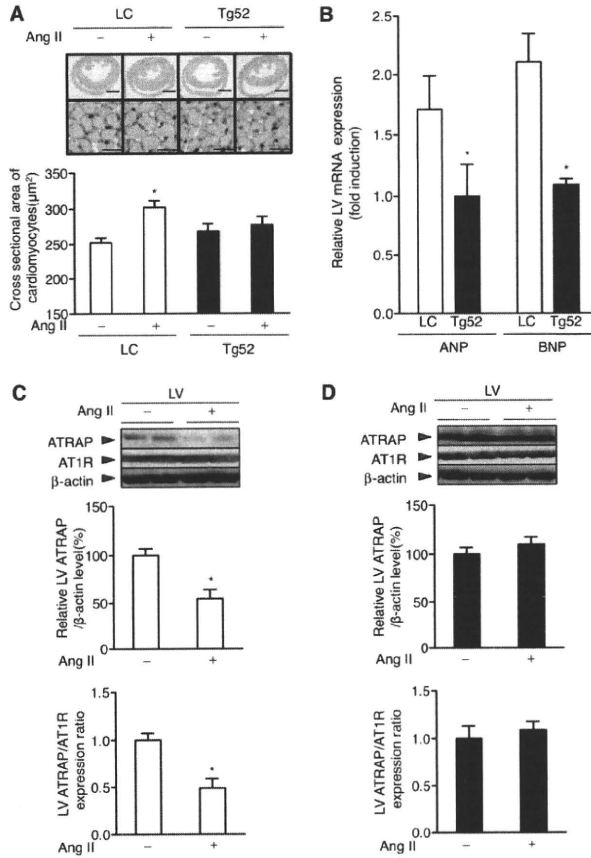 A
LC Tg52
Ang II – + – +
Cross sectional area of
cardiomyocytes(μm²)
350
300
250
200
150
Ang II – + – +
LC Tg52
B
Relative LV mRNA expression
(fold induction)
2.5
2.0
1.5
1.0
0.5
0.0
* *
LC Tg52 LC Tg52
ANP BNP
C
LV
Ang II – +
ATRAP
AT1R
β-actin
Relative LV ATRAP
/β-actin level(%)
150
100
50
0
*
Ang II – +
LV ATRAP/AT1R
expression ratio
1.5
1.0
0.5
0.0
*
Ang II – +
D
LV
Ang II – +
ATRAP
AT1R
β-actin
Relative LV ATRAP
/β-actin level(%)
150
100
50
0
Ang II – +
LV ATRAP/AT1R
expression ratio
1.5
1.0
0.5
0.0
Ang II – +